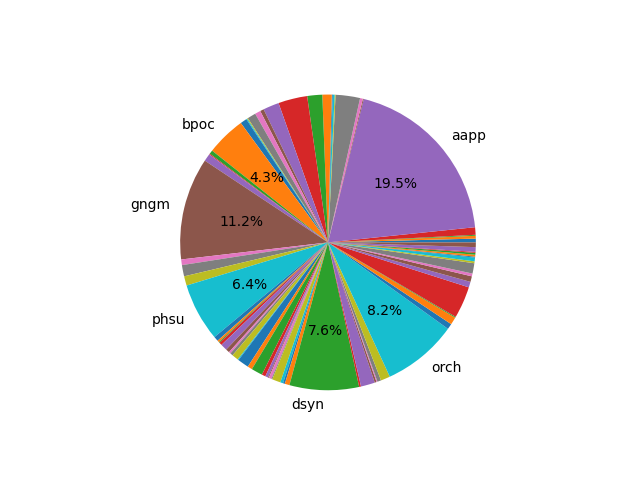 bpoc
aapp
4.3%
19.5%
gngm
11.2%
6.4%
8.2%
phsu
7.6%
orch
dsyn